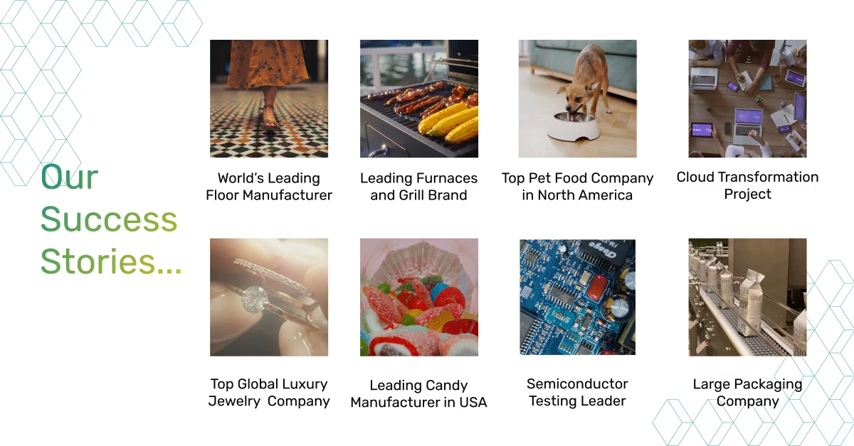 Our
Success
Stories...
World's Leading
Floor Manufacturer
Leading Furnaces
and Grill Brand
Top Pet Food Company
in North America
Cloud Transformation
Project
Top Global Luxury
Jewelry  Company
Leading Candy
Manufacturer in USA
Semiconductor
Testing Leader
Large Packaging
Company